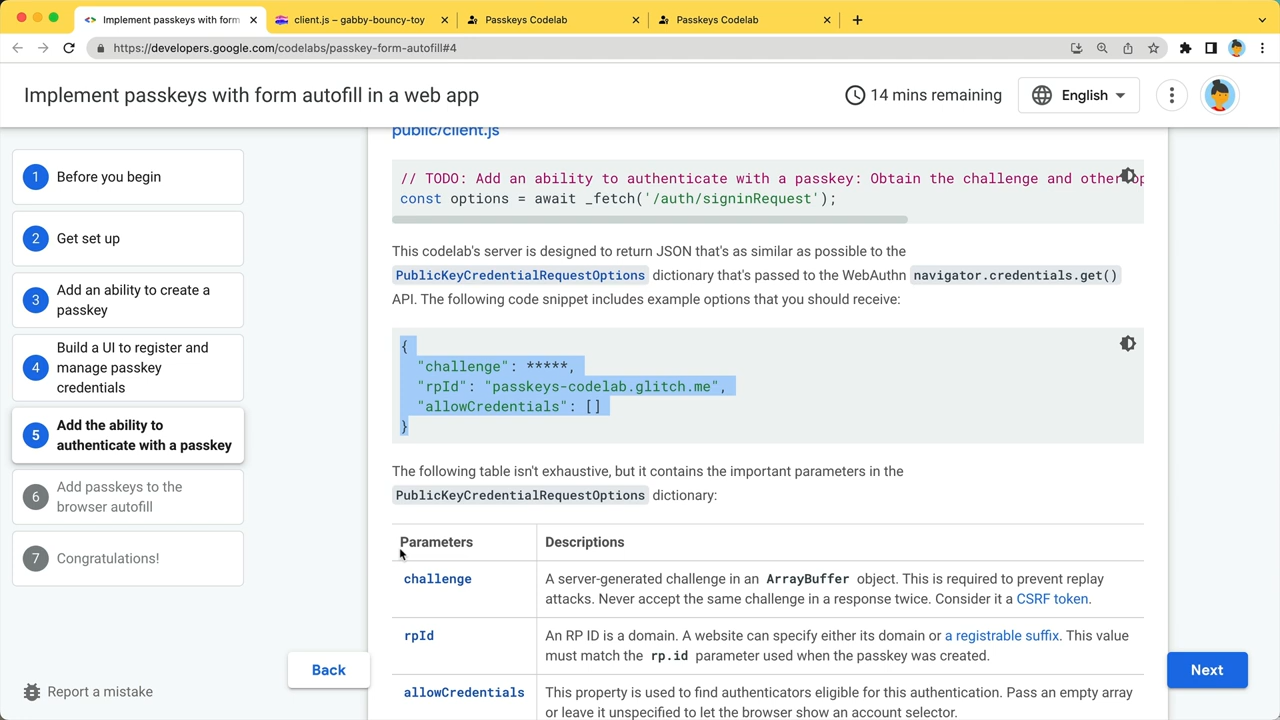 Implement passkeys with form
client.js – gabby-bouncy-toy
Passkeys Codelab
Passkeys Codelab
https://developers.google.com/codelabs/passkey-form-autofill#4
Implement passkeys with form autofill in a web app
14 mins remaining
English
1
Before you begin
2
Get set up
3
Add an ability to create a
passkey
4
Build a UI to register and
manage passkey
credentials
5
Add the ability to
authenticate with a passkey
6
Add passkeys to the
browser autofill
7
Congratulations!
Report a mistake
public/client.js
// TODO: Add an ability to authenticate with a passkey: Obtain the challenge and other op
const options = await _fetch('/auth/signinRequest');
This codelab's server is designed to return JSON that's as similar as possible to the
PublicKeyCredentialRequestOptions dictionary that's passed to the WebAuthn navigator.credentials.get()
API. The following code snippet includes example options that you should receive:
{
"challenge": *****,
"rpId": "passkeys-codelab.glitch.me",
"allowCredentials": []
}
The following table isn't exhaustive, but it contains the important parameters in the
PublicKeyCredentialRequestOptions dictionary:
Parameters
Descriptions
challenge
A server-generated challenge in an ArrayBuffer object. This is required to prevent replay
attacks. Never accept the same challenge in a response twice. Consider it a CSRF token.
rpId
An RP ID is a domain. A website can specify either its domain or a registrable suffix. This value
must match the rp.id parameter used when the passkey was created.
allowCredentials
This property is used to find authenticators eligible for this authentication. Pass an empty array
or leave it unspecified to let the browser show an account selector.
Back
Next